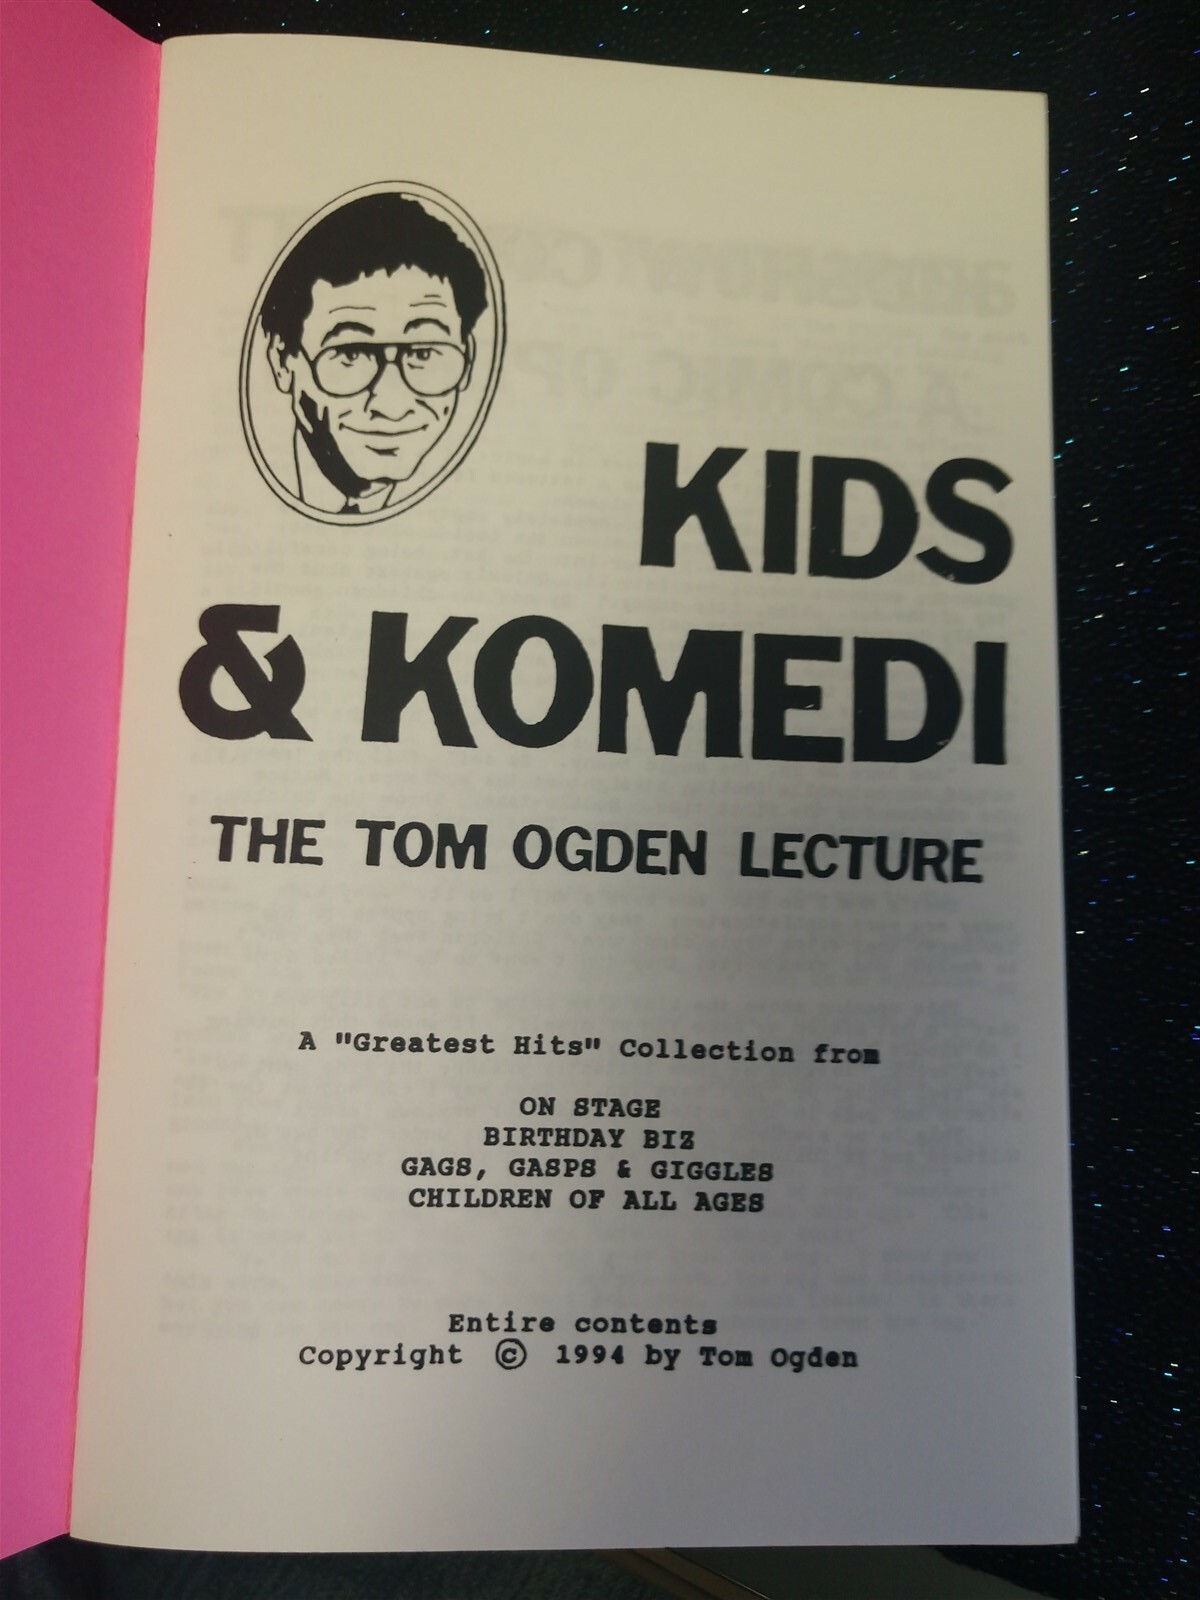 KIDS
& KOMEDI
THE TOM OGDEN LECTURE
A "Greatest Hits" Collection from
ON STAGE
BIRTHDAY BIZ
GAGS, GASPS & GIGGLES
CHILDREN OF ALL AGES
Entire contents
Copyright © 1994 by Tom Ogden